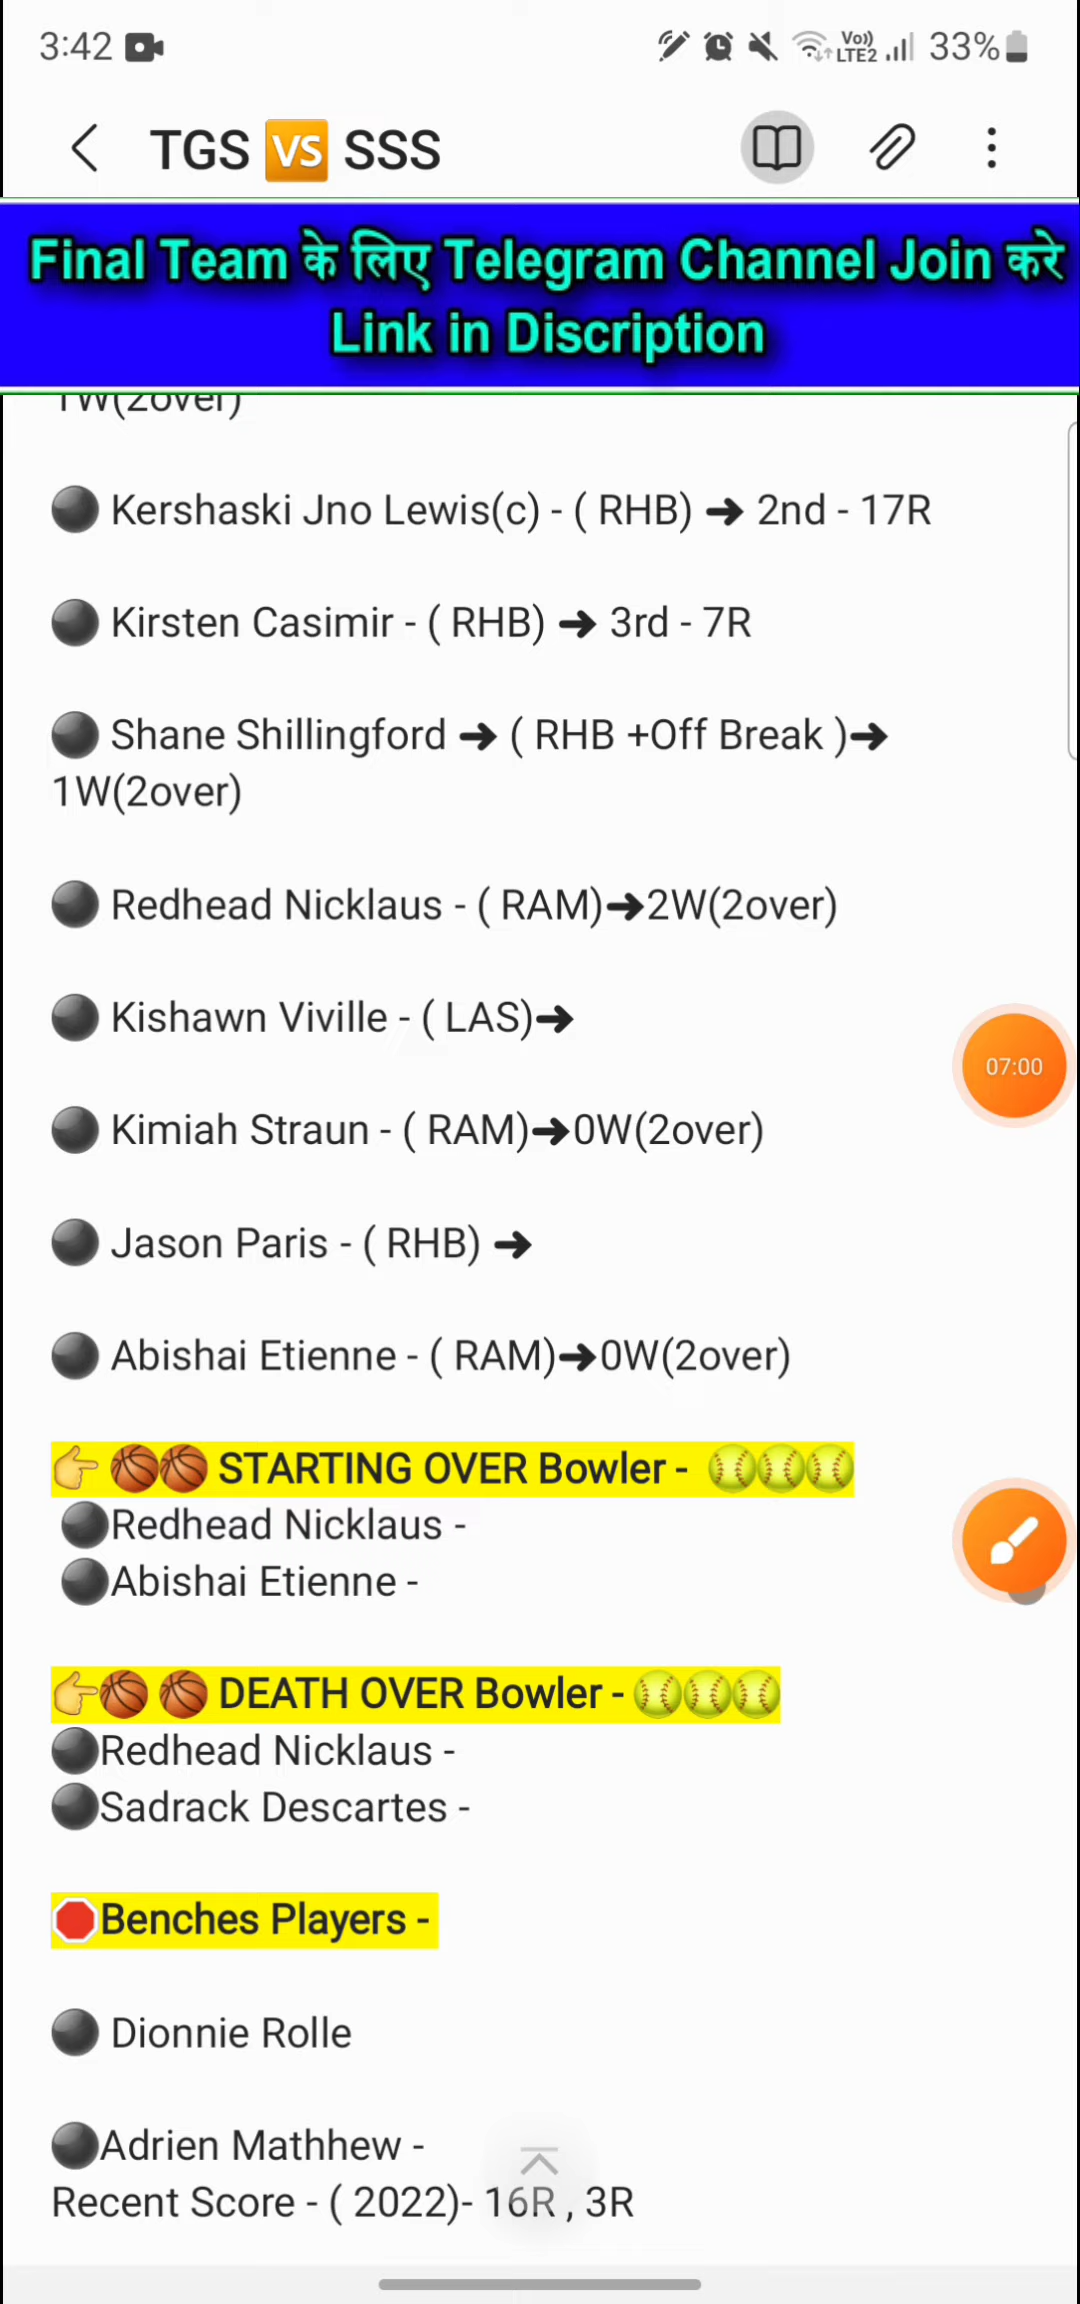 3:42 Vo)) LTE2 33%
TGS VS SSS
Final Team के लिए Telegram Channel Join करे
Link in Discription
1W(2over)
Kershaski Jno Lewis(c) - ( RHB) ➔ 2nd - 17R
Kirsten Casimir - ( RHB) ➔ 3rd - 7R
Shane Shillingford ➔ ( RHB +Off Break )➔
1W(2over)
Redhead Nicklaus - ( RAM)➔2W(2over)
Kishawn Viville - ( LAS)➔
07:00
Kimiah Straun - ( RAM)➔0W(2over)
Jason Paris - ( RHB) ➔
Abishai Etienne - ( RAM)➔0W(2over)
👉 🏀🏀 STARTING OVER Bowler - 🥎🥎🥎
Redhead Nicklaus -
Abishai Etienne -
👉🏀 🏀 DEATH OVER Bowler - 🥎🥎🥎
Redhead Nicklaus -
Sadrack Descartes -
🛑Benches Players -
Dionnie Rolle
Adrien Mathhew -
Recent Score - ( 2022)- 16R , 3R